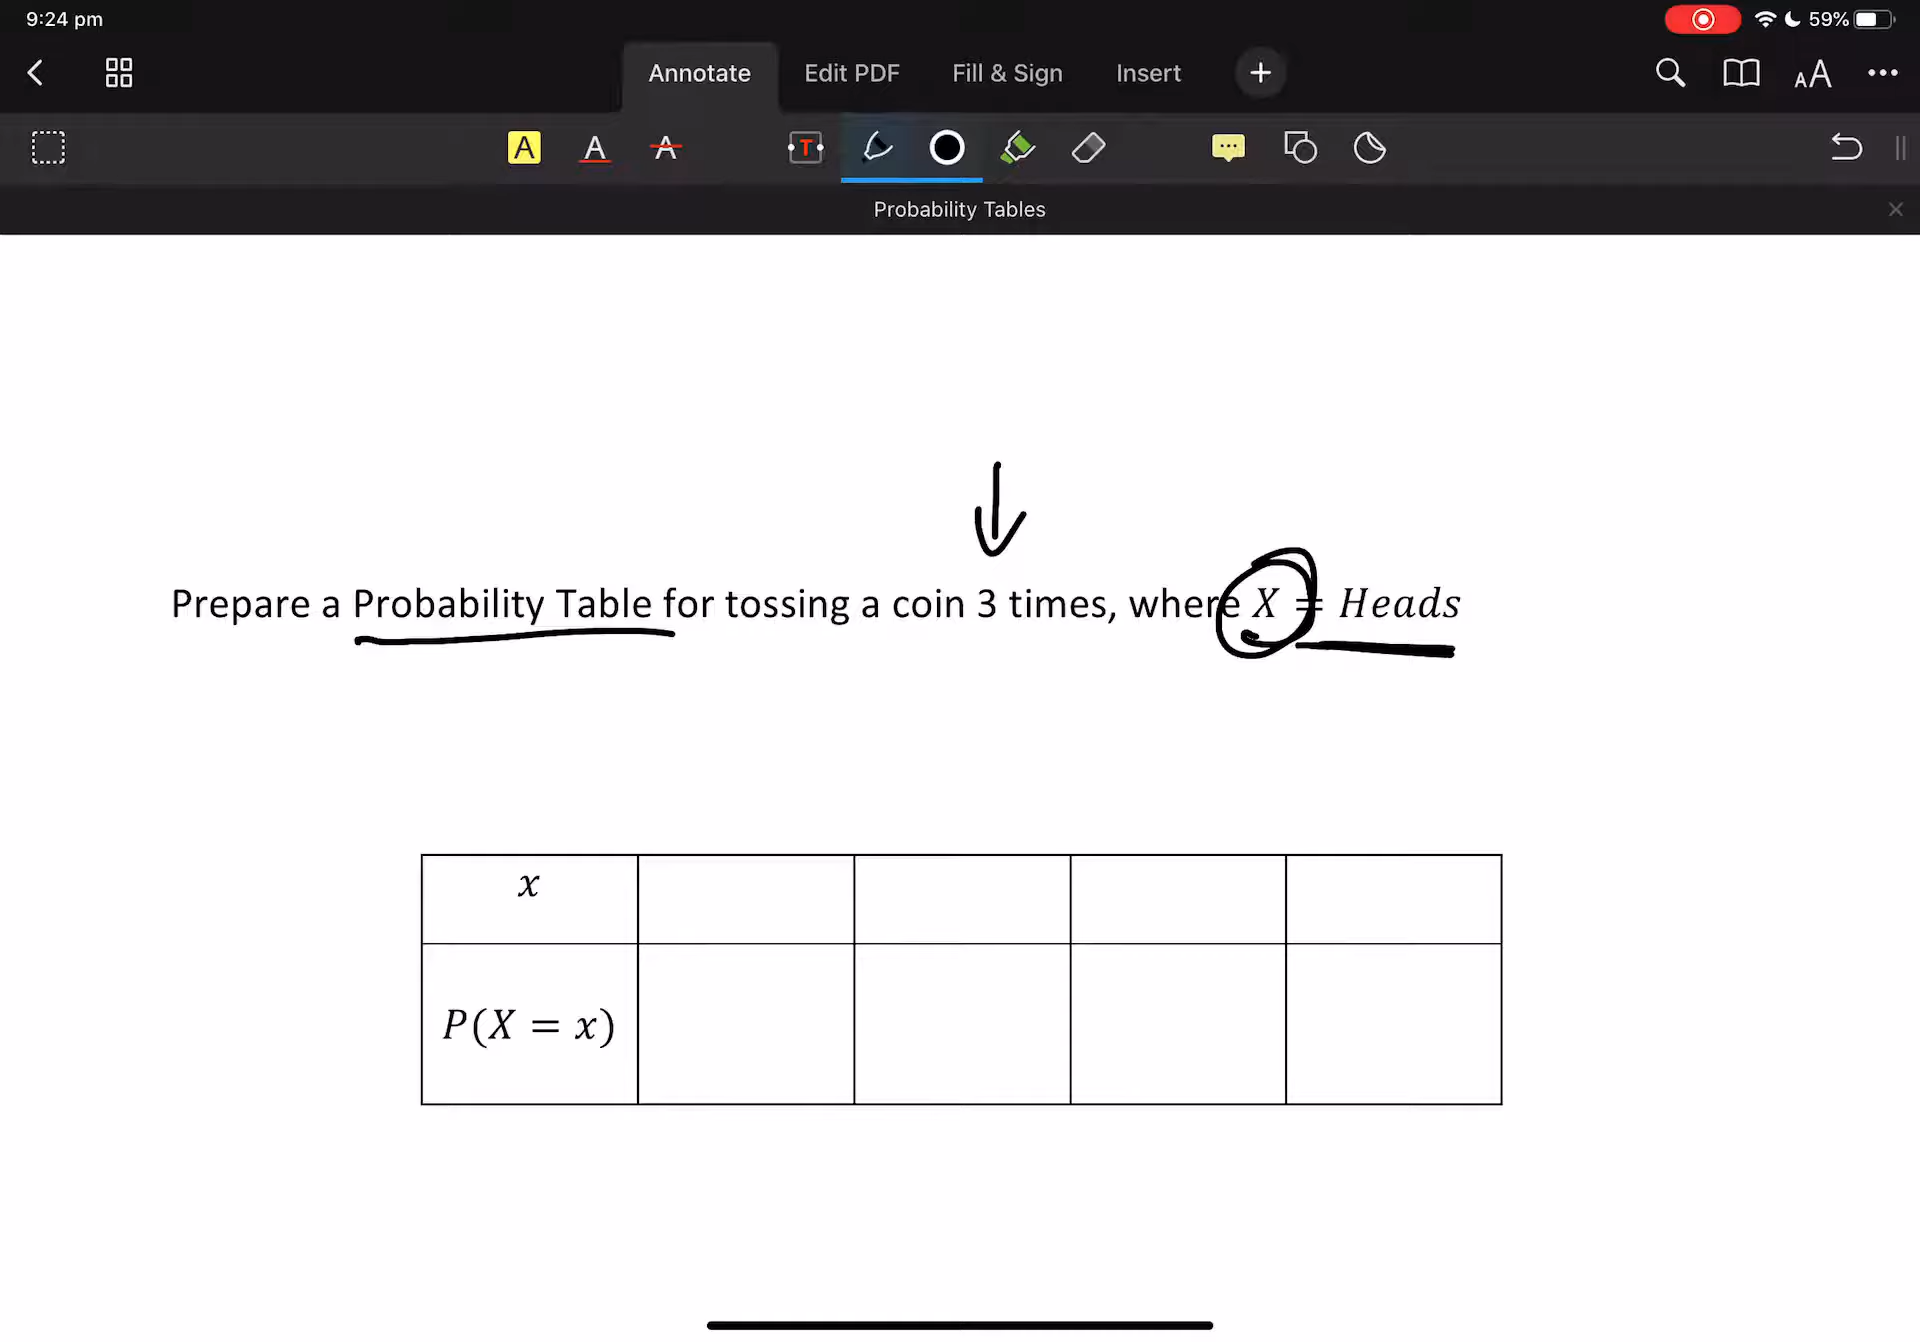 9:24 pm
59%
Annotate Edit PDF Fill & Sign Insert +
AA
A A A T
Probability Tables
Prepare a Probability Table for tossing a coin 3 times, where X = Heads
x
P(X = x)